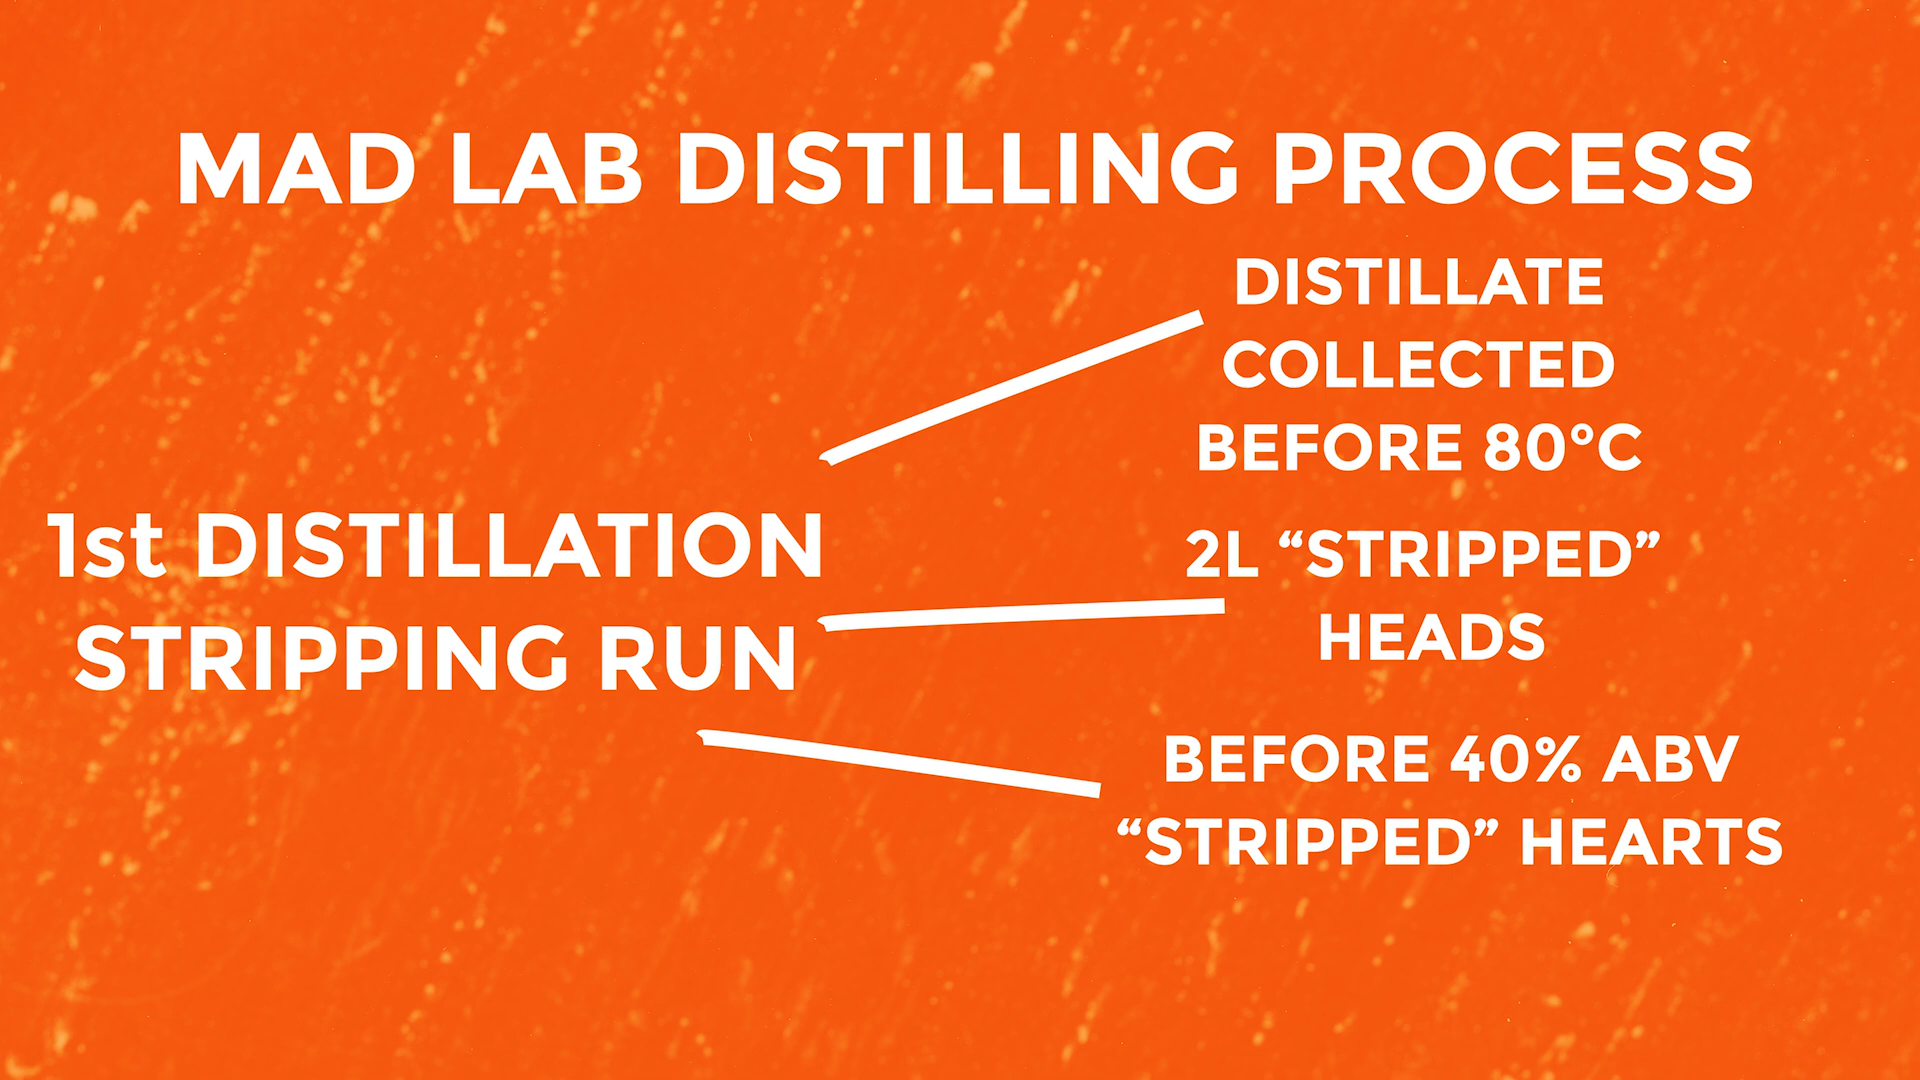 MAD LAB DISTILLING PROCESS
1st DISTILLATION
STRIPPING RUN
DISTILLATE
COLLECTED
BEFORE 80°C
2L “STRIPPED”
HEADS
BEFORE 40% ABV
“STRIPPED” HEARTS